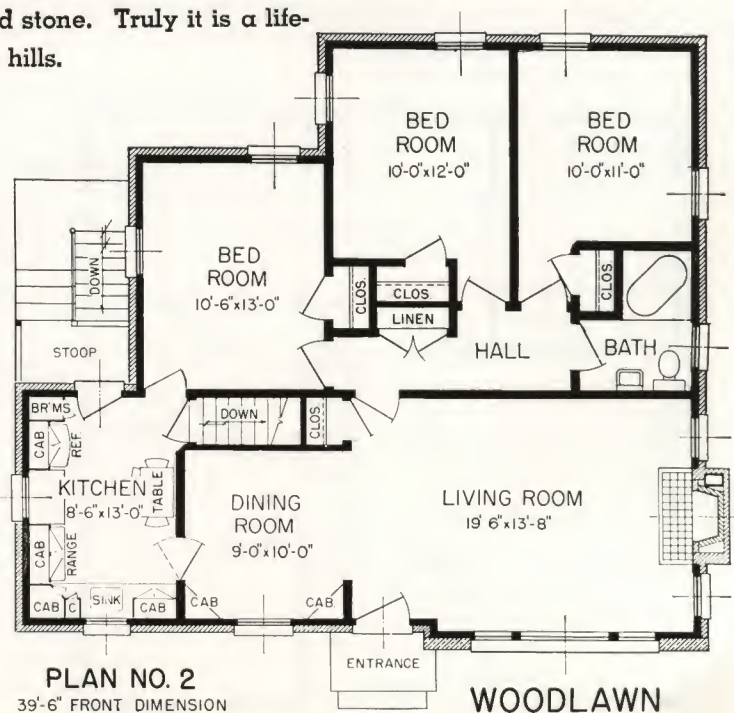 d stone. Truly it is a life-
hills.
BED
ROOM
10'-0"x12'-0"
BED
ROOM
10'-0"x11'-0"
BED
ROOM
10'-6"x13'-0"
DOWN
STOOP
CLOS.
CLOS.
LINEN
CLOS.
HALL
BATH
BR'MS
CAB
REF.
DOWN
CLOS.
KITCHEN
8'-6"x13'-0"
TABLE
CAB
RANGE
CAB
C
SINK
CAB
DINING
ROOM
9'-0"x10'-0"
CAB.
CAB.
LIVING ROOM
19' 6"x13'-8"
ENTRANCE
PLAN NO. 2
39'-6" FRONT DIMENSION
WOODLAWN